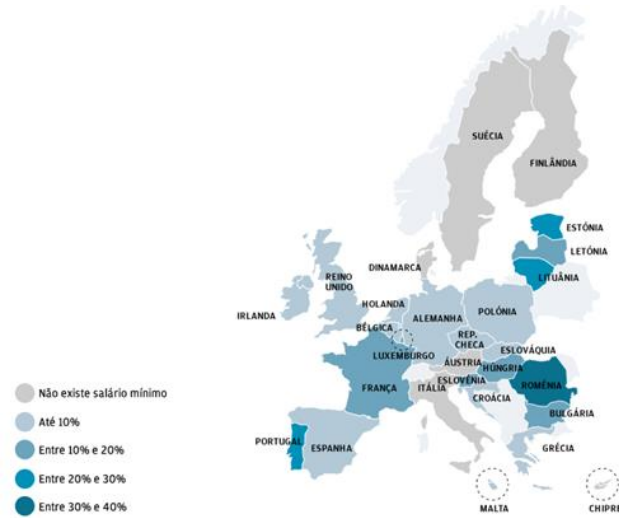 SUÉCIA
FINLÂNDIA
ESTÓNIA
LETÓNIA
LITUÂNIA
DINAMARCA
REINO
UNIDO
IRLANDA
HOLANDA
ALEMANHA
POLÓNIA
BÉLGICA
REP.
CHECA
LUXEMBURGO
ESLOVÁQUIA
ÁUSTRIA
HÚNGRIA
FRANÇA
ITÁLIA
ESLOVÉNIA
ROMÉNIA
CROÁCIA
BULGÁRIA
PORTUGAL
ESPANHA
GRÉCIA
MALTA
CHIPRE
Não existe salário mínimo
Até 10%
Entre 10% e 20%
Entre 20% e 30%
Entre 30% e 40%